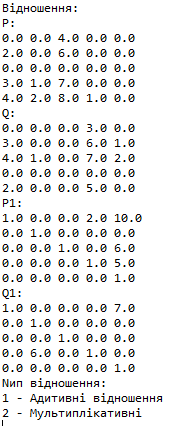 Відношення:
P:
0.0 0.0 4.0 0.0 0.0
2.0 0.0 6.0 0.0 0.0
0.0 0.0 0.0 0.0 0.0
3.0 1.0 7.0 0.0 0.0
4.0 2.0 8.0 1.0 0.0
Q:
0.0 0.0 0.0 3.0 0.0
3.0 0.0 0.0 6.0 1.0
4.0 1.0 0.0 7.0 2.0
0.0 0.0 0.0 0.0 0.0
2.0 0.0 0.0 5.0 0.0
P1:
1.0 0.0 0.0 2.0 10.0
0.0 1.0 0.0 0.0 0.0
0.0 0.0 1.0 0.0 6.0
0.0 0.0 0.0 1.0 5.0
0.0 0.0 0.0 0.0 1.0
Q1:
1.0 0.0 0.0 0.0 7.0
0.0 1.0 0.0 0.0 0.0
0.0 0.0 1.0 0.0 0.0
0.0 6.0 0.0 1.0 0.0
0.0 0.0 0.0 0.0 1.0
Nип відношення:
1 - Адитивні відношення
2 - Мультиплікативні